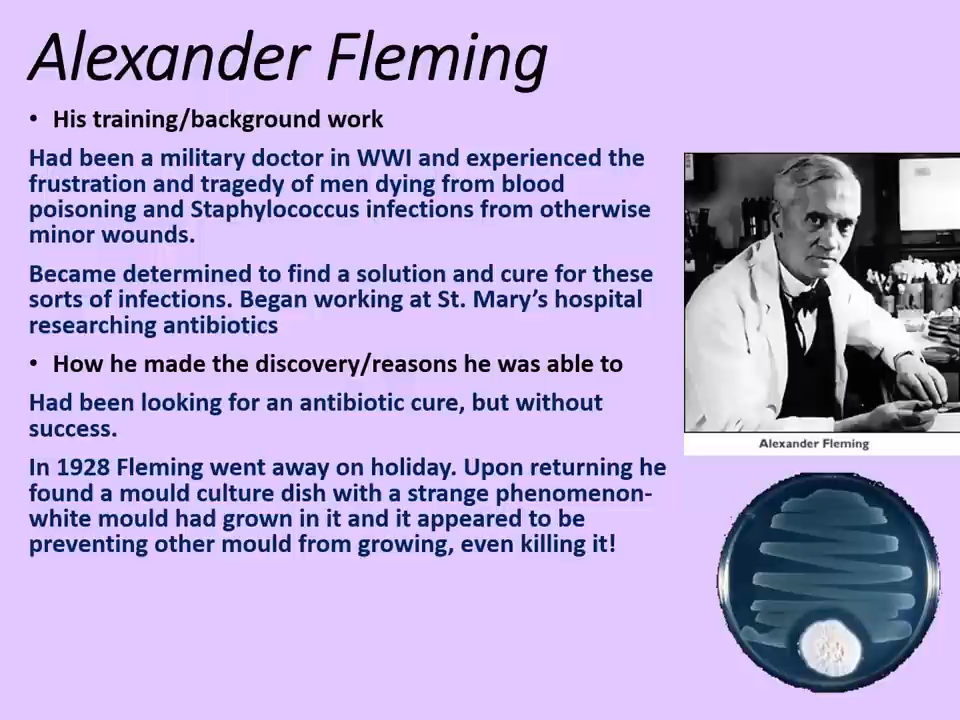 Alexander Fleming
• His training/background work
Had been a military doctor in WWI and experienced the
frustration and tragedy of men dying from blood
poisoning and Staphylococcus infections from otherwise
minor wounds.
Became determined to find a solution and cure for these
sorts of infections. Began working at St. Mary’s hospital
researching antibiotics
• How he made the discovery/reasons he was able to
Had been looking for an antibiotic cure, but without
success.
In 1928 Fleming went away on holiday. Upon returning he
found a mould culture dish with a strange phenomenon-
white mould had grown in it and it appeared to be
preventing other mould from growing, even killing it!
Alexander Fleming